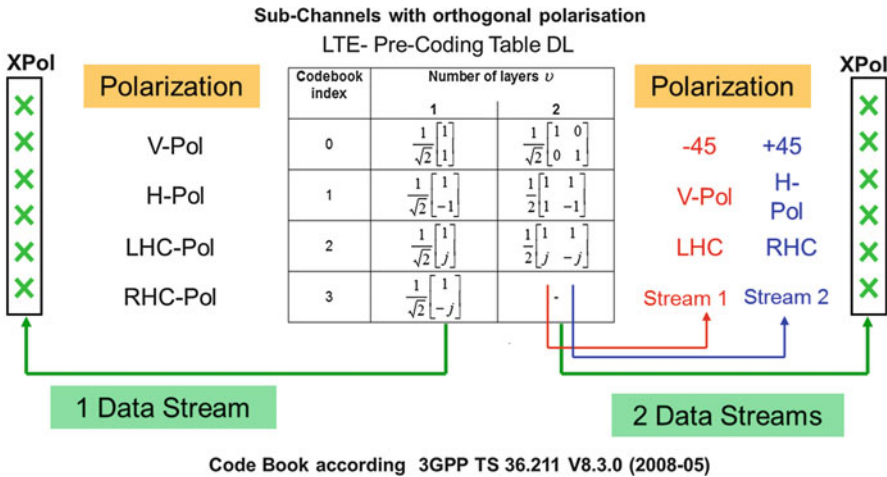 Sub-Channels with orthogonal polarisation
LTE- Pre-Coding Table DL
XPol
XPol
Polarization
Codebook index
Number of layers υ
Polarization
1 2
V-Pol
0
1/√2 [1 1]
1/√2 [1 0 0 1]
-45 +45
H-Pol
1
1/√2 [1 -1]
1/2 [1 1 1 -1]
V-Pol
H-
Pol
LHC-Pol
2
1/√2 [1 j]
1/2 [1 1 j -j]
LHC RHC
RHC-Pol
3
1/√2 [1 -j]
-
Stream 1 Stream 2
1 Data Stream
2 Data Streams
Code Book according 3GPP TS 36.211 V8.3.0 (2008-05)